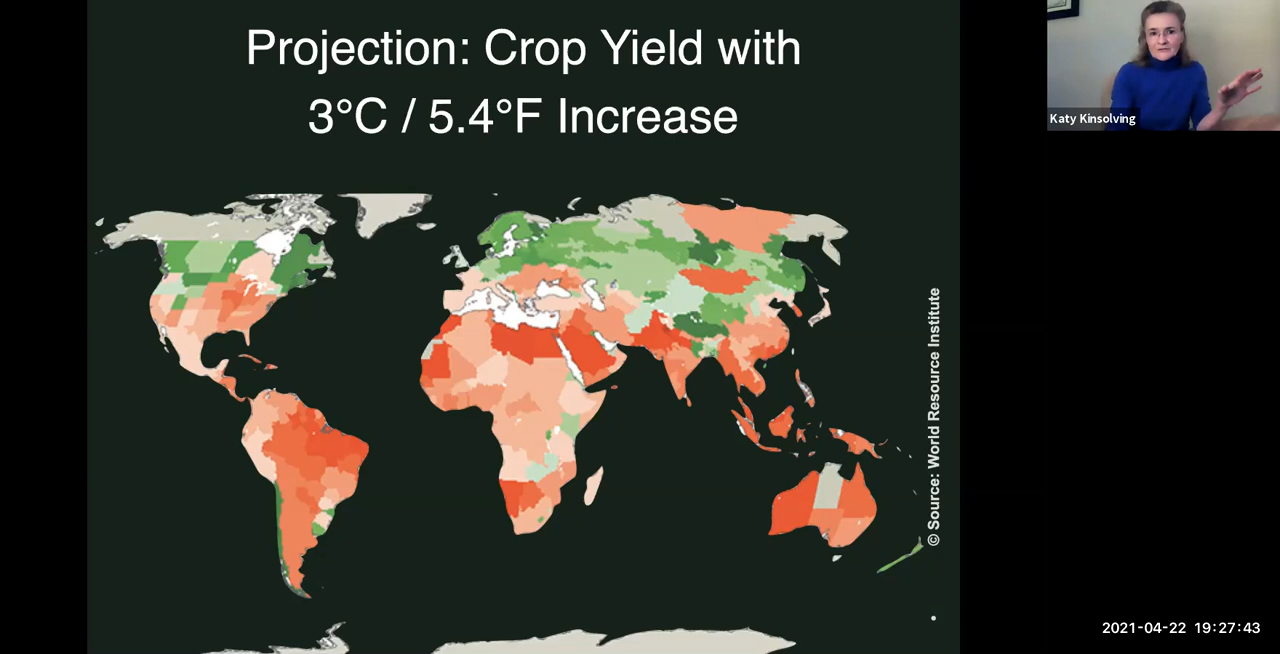 Projection: Crop Yield with
3°C / 5.4°F Increase
Katy Kinsolving
© Source: World Resource Institute
2021-04-22 19:27:43